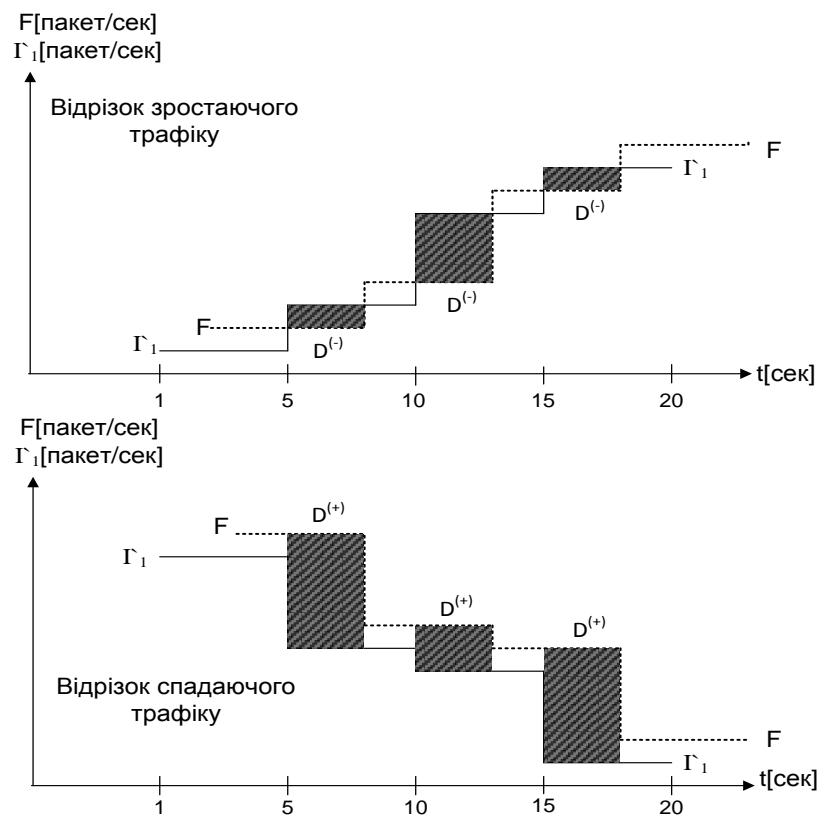 F[пакет/сек]
Г`₁[пакет/сек]
Відрізок зростаючого
трафіку
F
Г`₁
D⁽⁻⁾
F
D⁽⁻⁾
Г`₁
D⁽⁻⁾
t[сек]
1 5 10 15 20
F[пакет/сек]
Г`₁[пакет/сек]
F D⁽⁺⁾
Г`₁
D⁽⁺⁾
D⁽⁺⁾
Відрізок спадаючого
трафіку
F
Г`₁
t[сек]
1 5 10 15 20